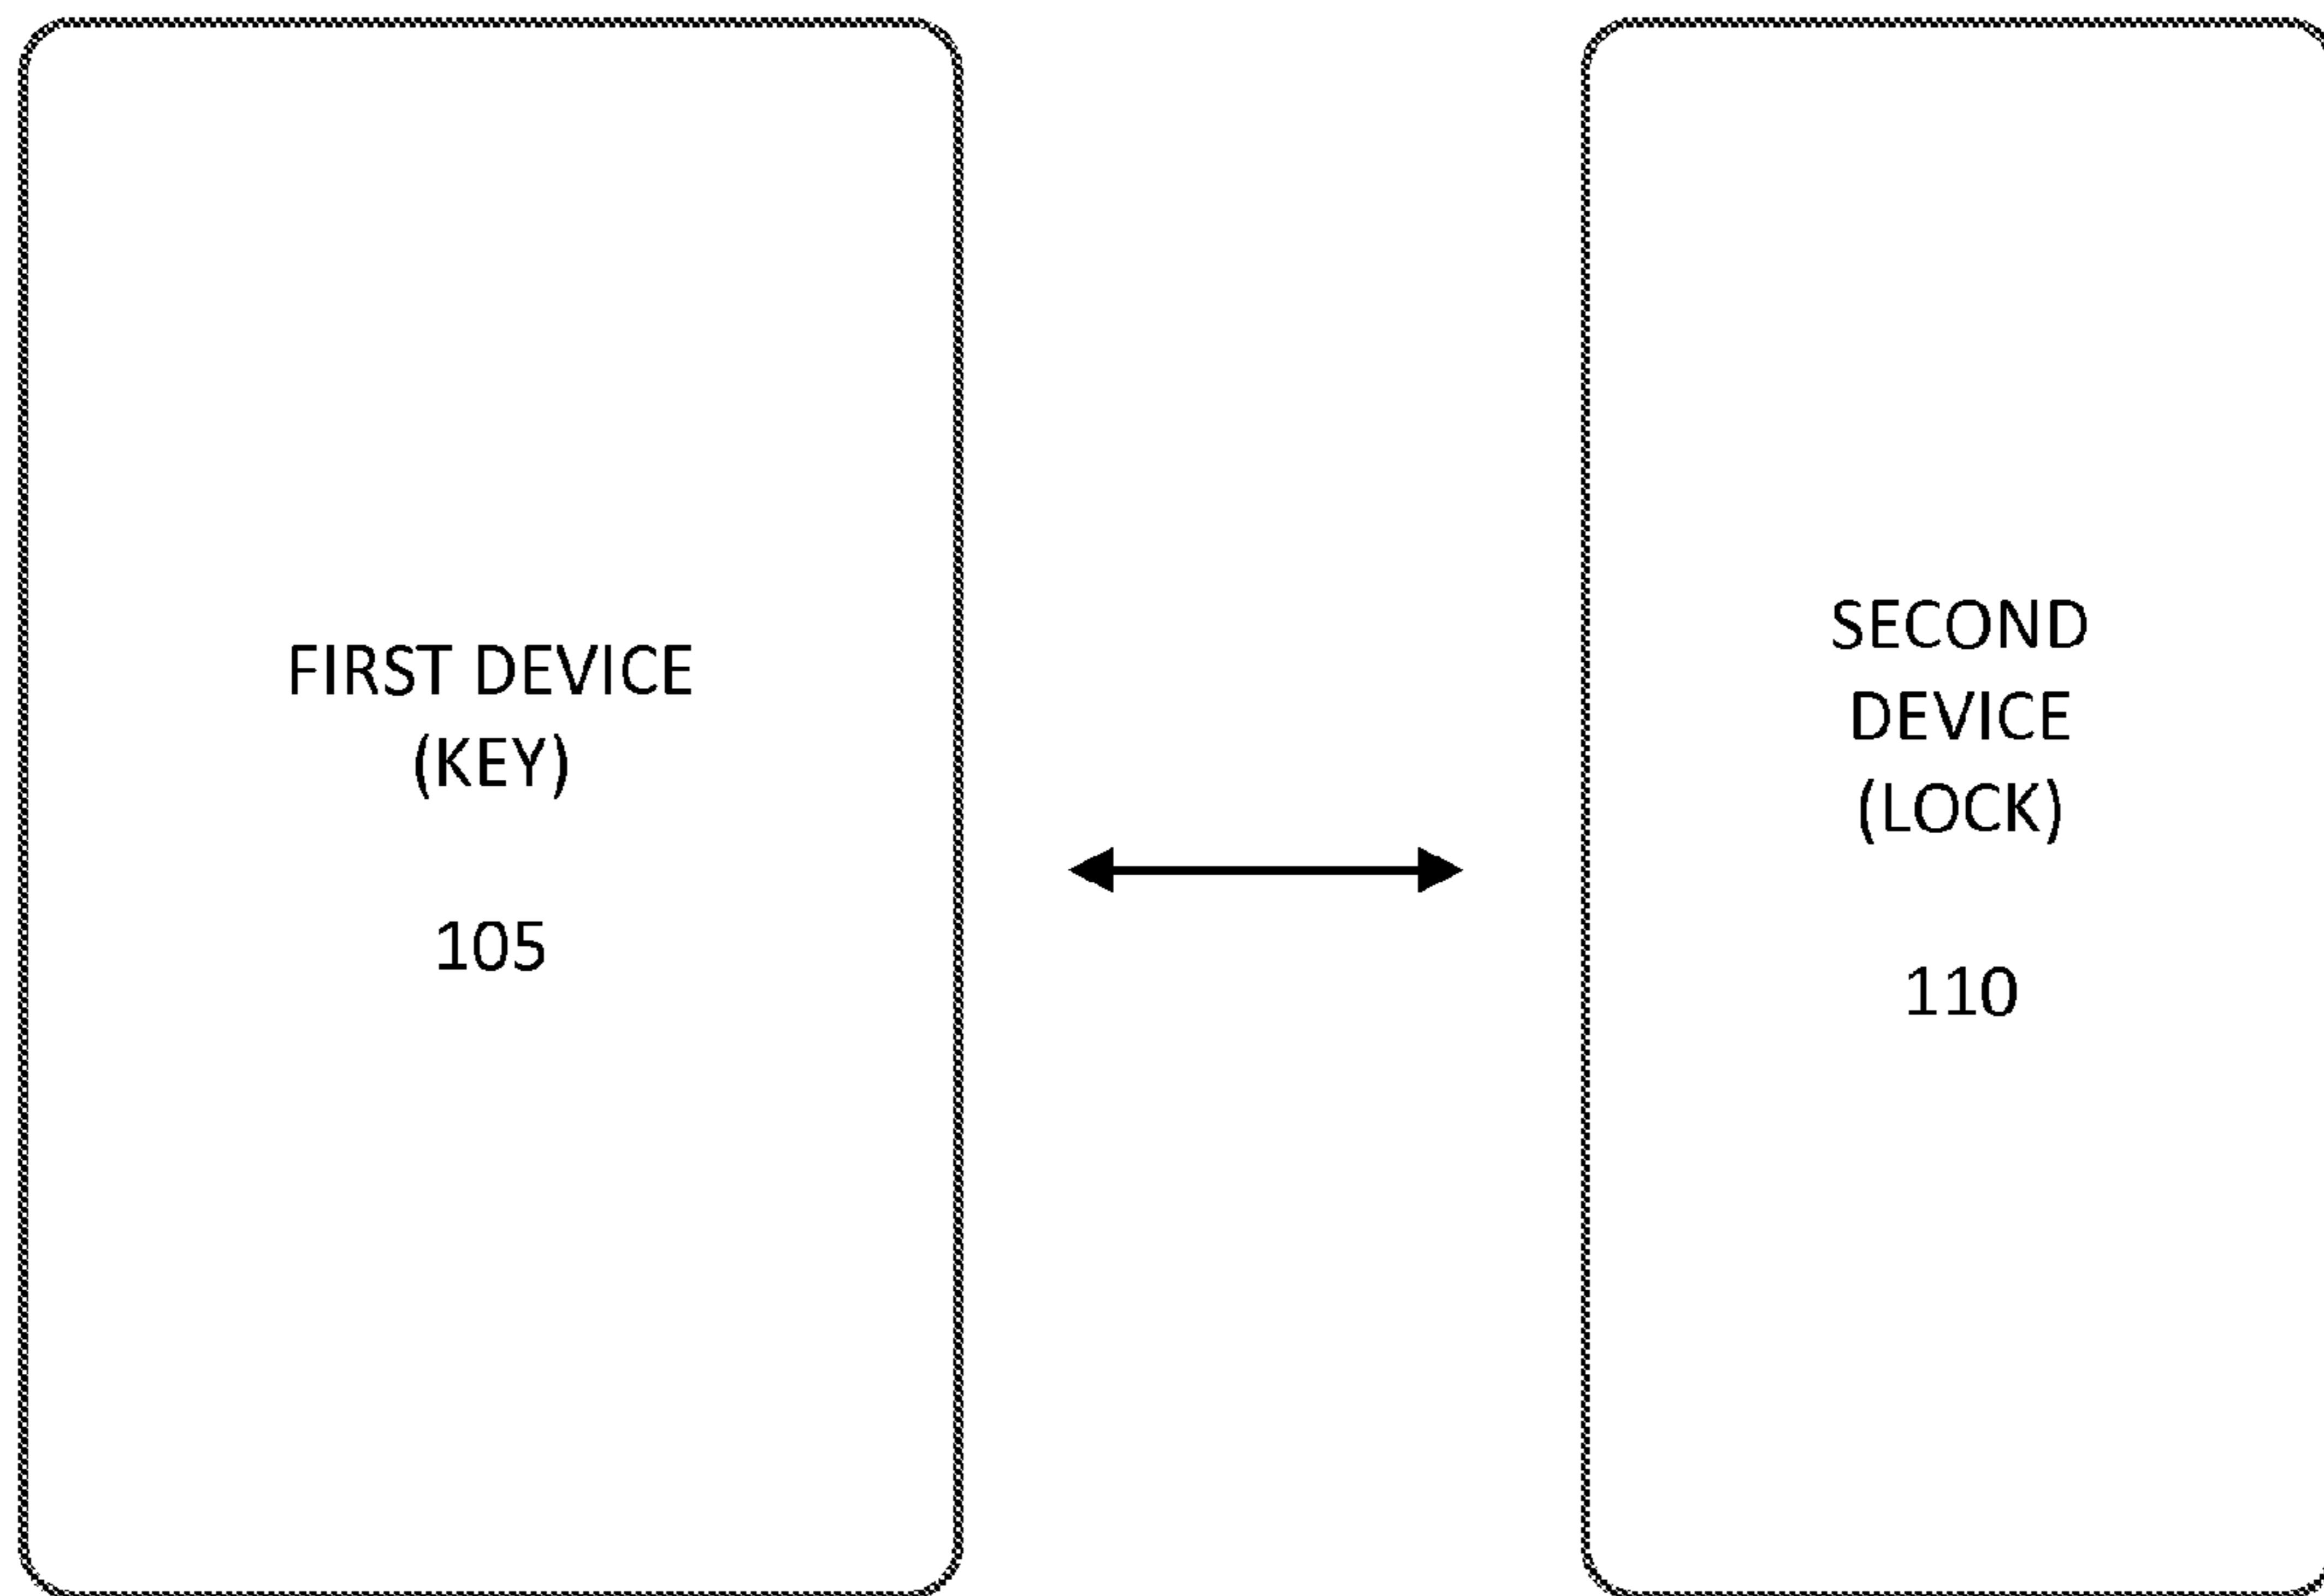 FIRST DEVICE
(KEY)
105
SECOND
DEVICE
(LOCK)
110